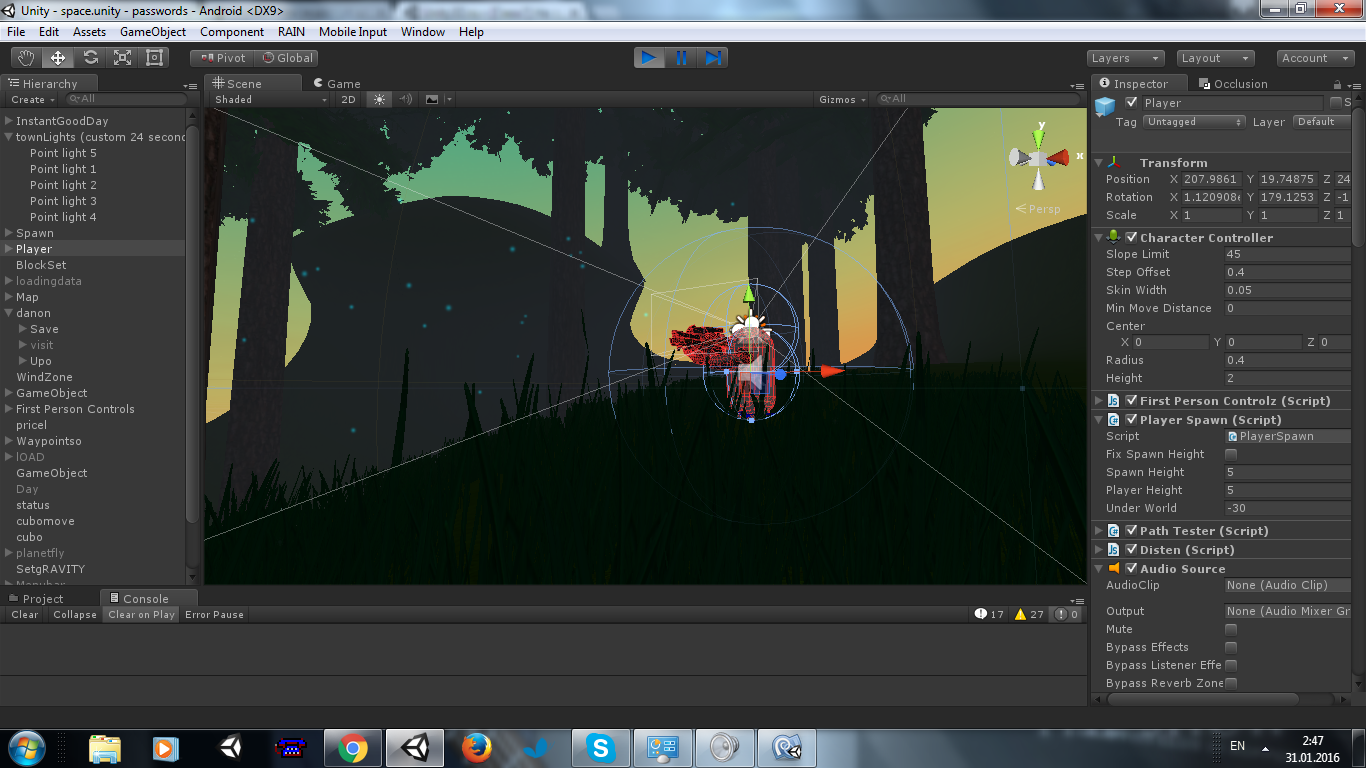 Unity - space.unity - passwords - Android <DX9>
File Edit Assets GameObject Component RAIN Mobile Input Window Help
Pivot Global Layers Layout Account
Hierarchy
Create All
InstantGoodDay
townLights (custom 24 second
Point light 5
Point light 1
Point light 2
Point light 3
Point light 4
Spawn
Player
BlockSet
loadingdata
Map
danon
Save
visit
Upo
WindZone
GameObject
First Person Controls
pricel
Waypointso
lOAD
GameObject
Day
status
cubomove
cubo
planetfly
SetgRAVITY
Scene Game
Shaded 2D Gizmos All
y
x
Persp
Inspector Occlusion
Player S
Tag Untagged Layer Default
Transform
Position X 207.9861 Y 19.74875 Z 24
Rotation X 1.120908e Y 179.1253 Z -1
Scale X 1 Y 1 Z 1
Character Controller
Slope Limit 45
Step Offset 0.4
Skin Width 0.05
Min Move Distance 0
Center
X 0 Y 0 Z 0
Radius 0.4
Height 2
First Person Controlz (Script)
Player Spawn (Script)
Script PlayerSpawn
Fix Spawn Height
Spawn Height 5
Player Height 5
Under World -30
Path Tester (Script)
Disten (Script)
Audio Source
AudioClip None (Audio Clip)
Output None (Audio Mixer Gr
Mute
Bypass Effects
Bypass Listener Effe
Bypass Reverb Zone
Project Console
Clear Collapse Clear on Play Error Pause 17 27 0
EN 2:47
31.01.2016